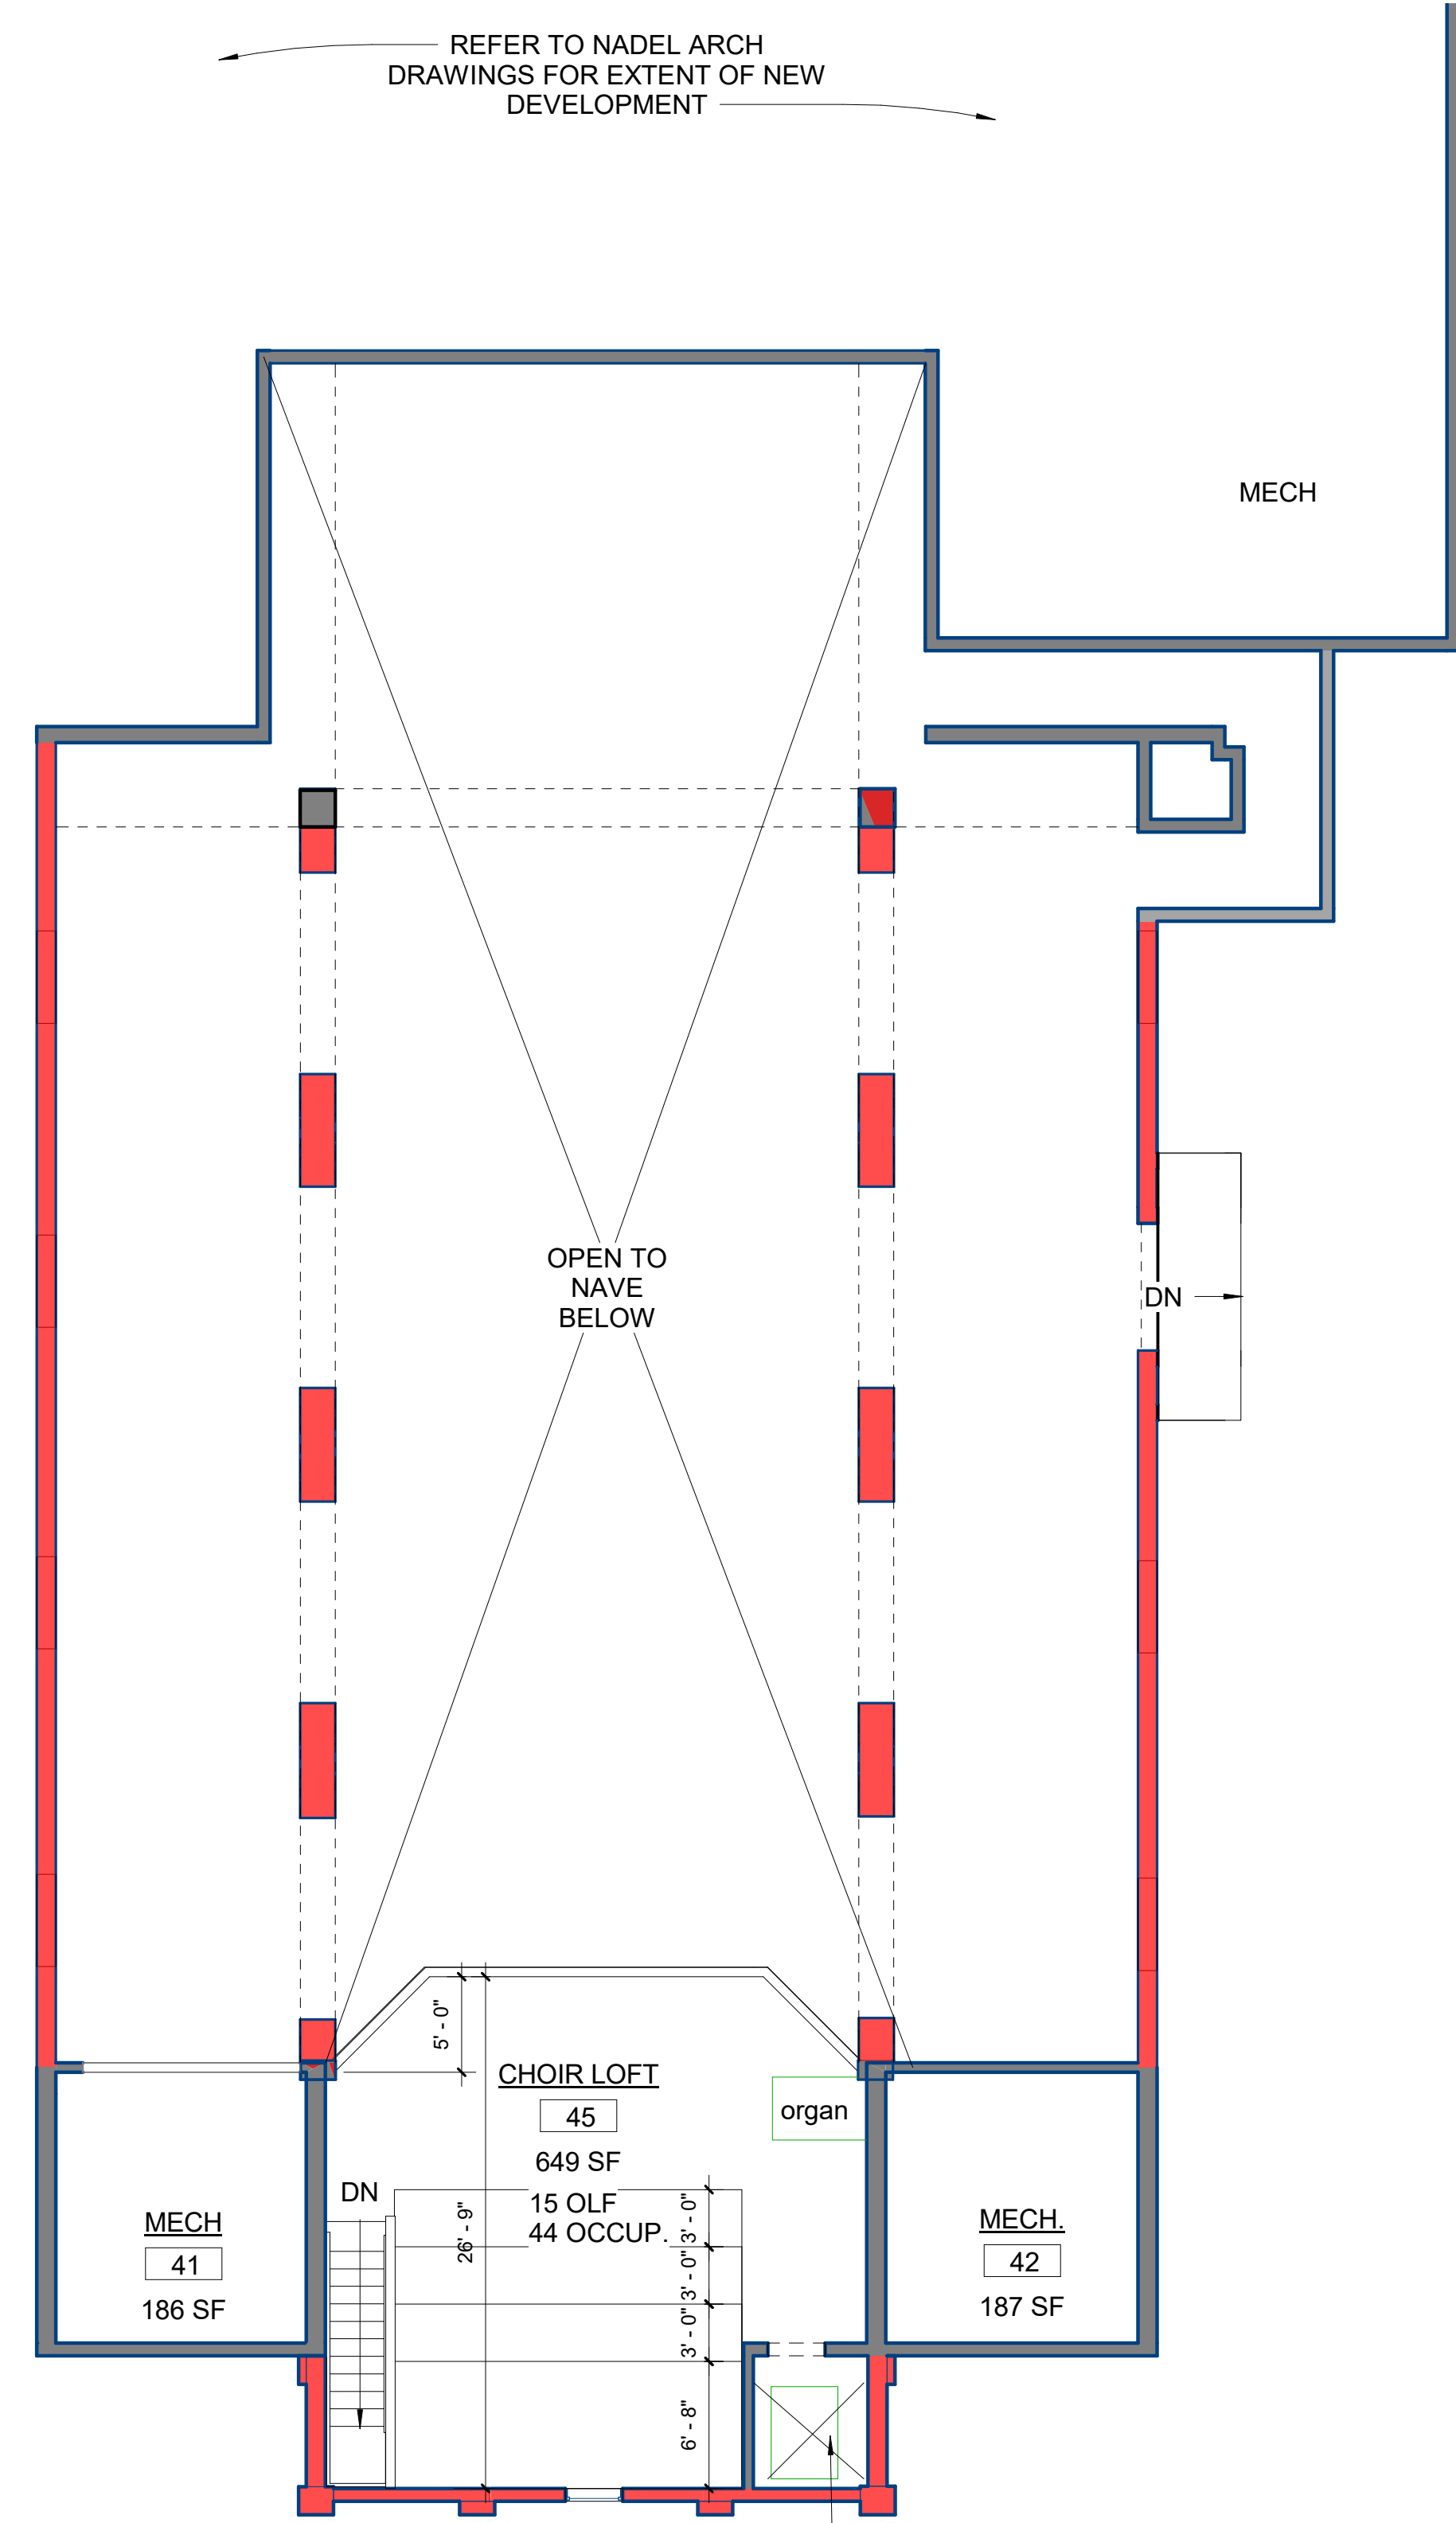 REFER TO NADEL ARCH
DRAWINGS FOR EXTENT OF NEW
DEVELOPMENT
MECH
OPEN TO
NAVE
BELOW
DN
5' - 0"
CHOIR LOFT
45
649 SF
15 OLF
44 OCCUP.
organ
DN
26' - 9"
3' - 0"
3' - 0"
3' - 0"
6' - 8"
MECH
41
186 SF
MECH.
42
187 SF